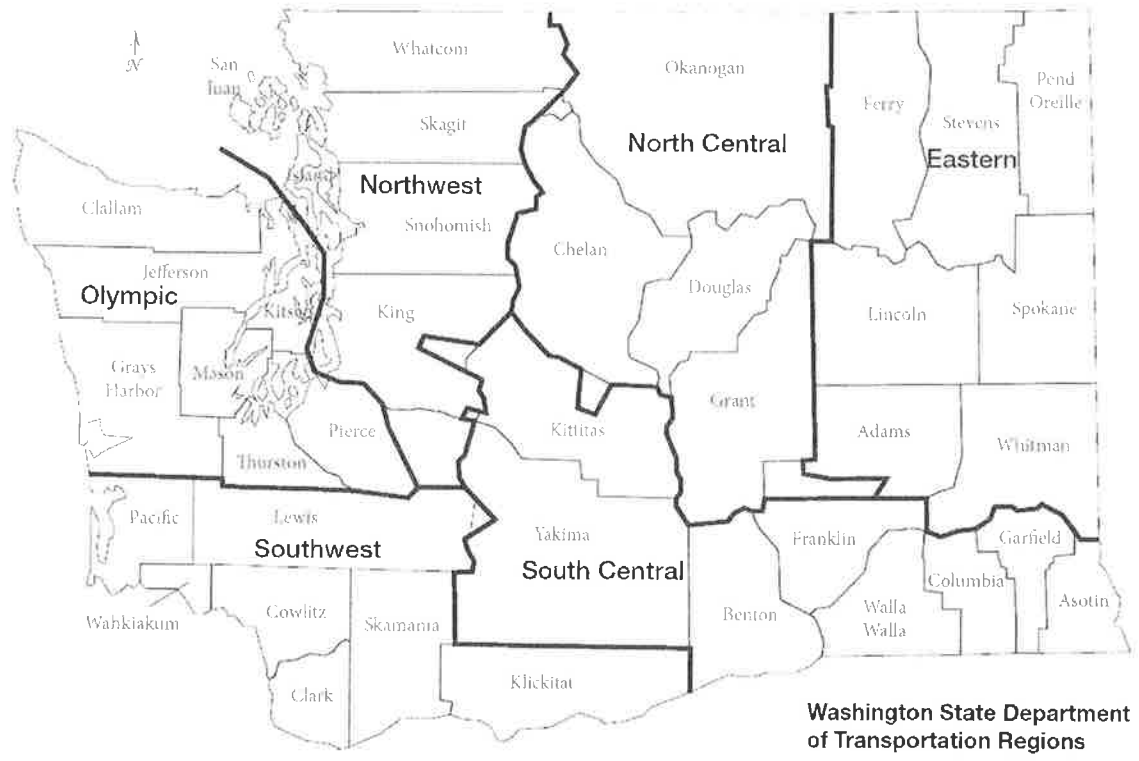 Whatcom
Okanogan
Pend
Oreille
San
Juan
N
Ferry
Stevens
Skagit
North Central
Eastern
Island
Northwest
Clallam
Snohomish
Chelan
Jefferson
Douglas
Olympic
Kitsap
King
Lincoln
Spokane
Grays
Harbor
Mason
Grant
Pierce
Kittitas
Adams
Whitman
Thurston
Pacific
Lewis
Yakima
Franklin
Garfield
Southwest
South Central
Columbia
Wahkiakum
Cowlitz
Skamania
Benton
Walla
Walla
Asotin
Clark
Klickitat
Washington State Department
of Transportation Regions